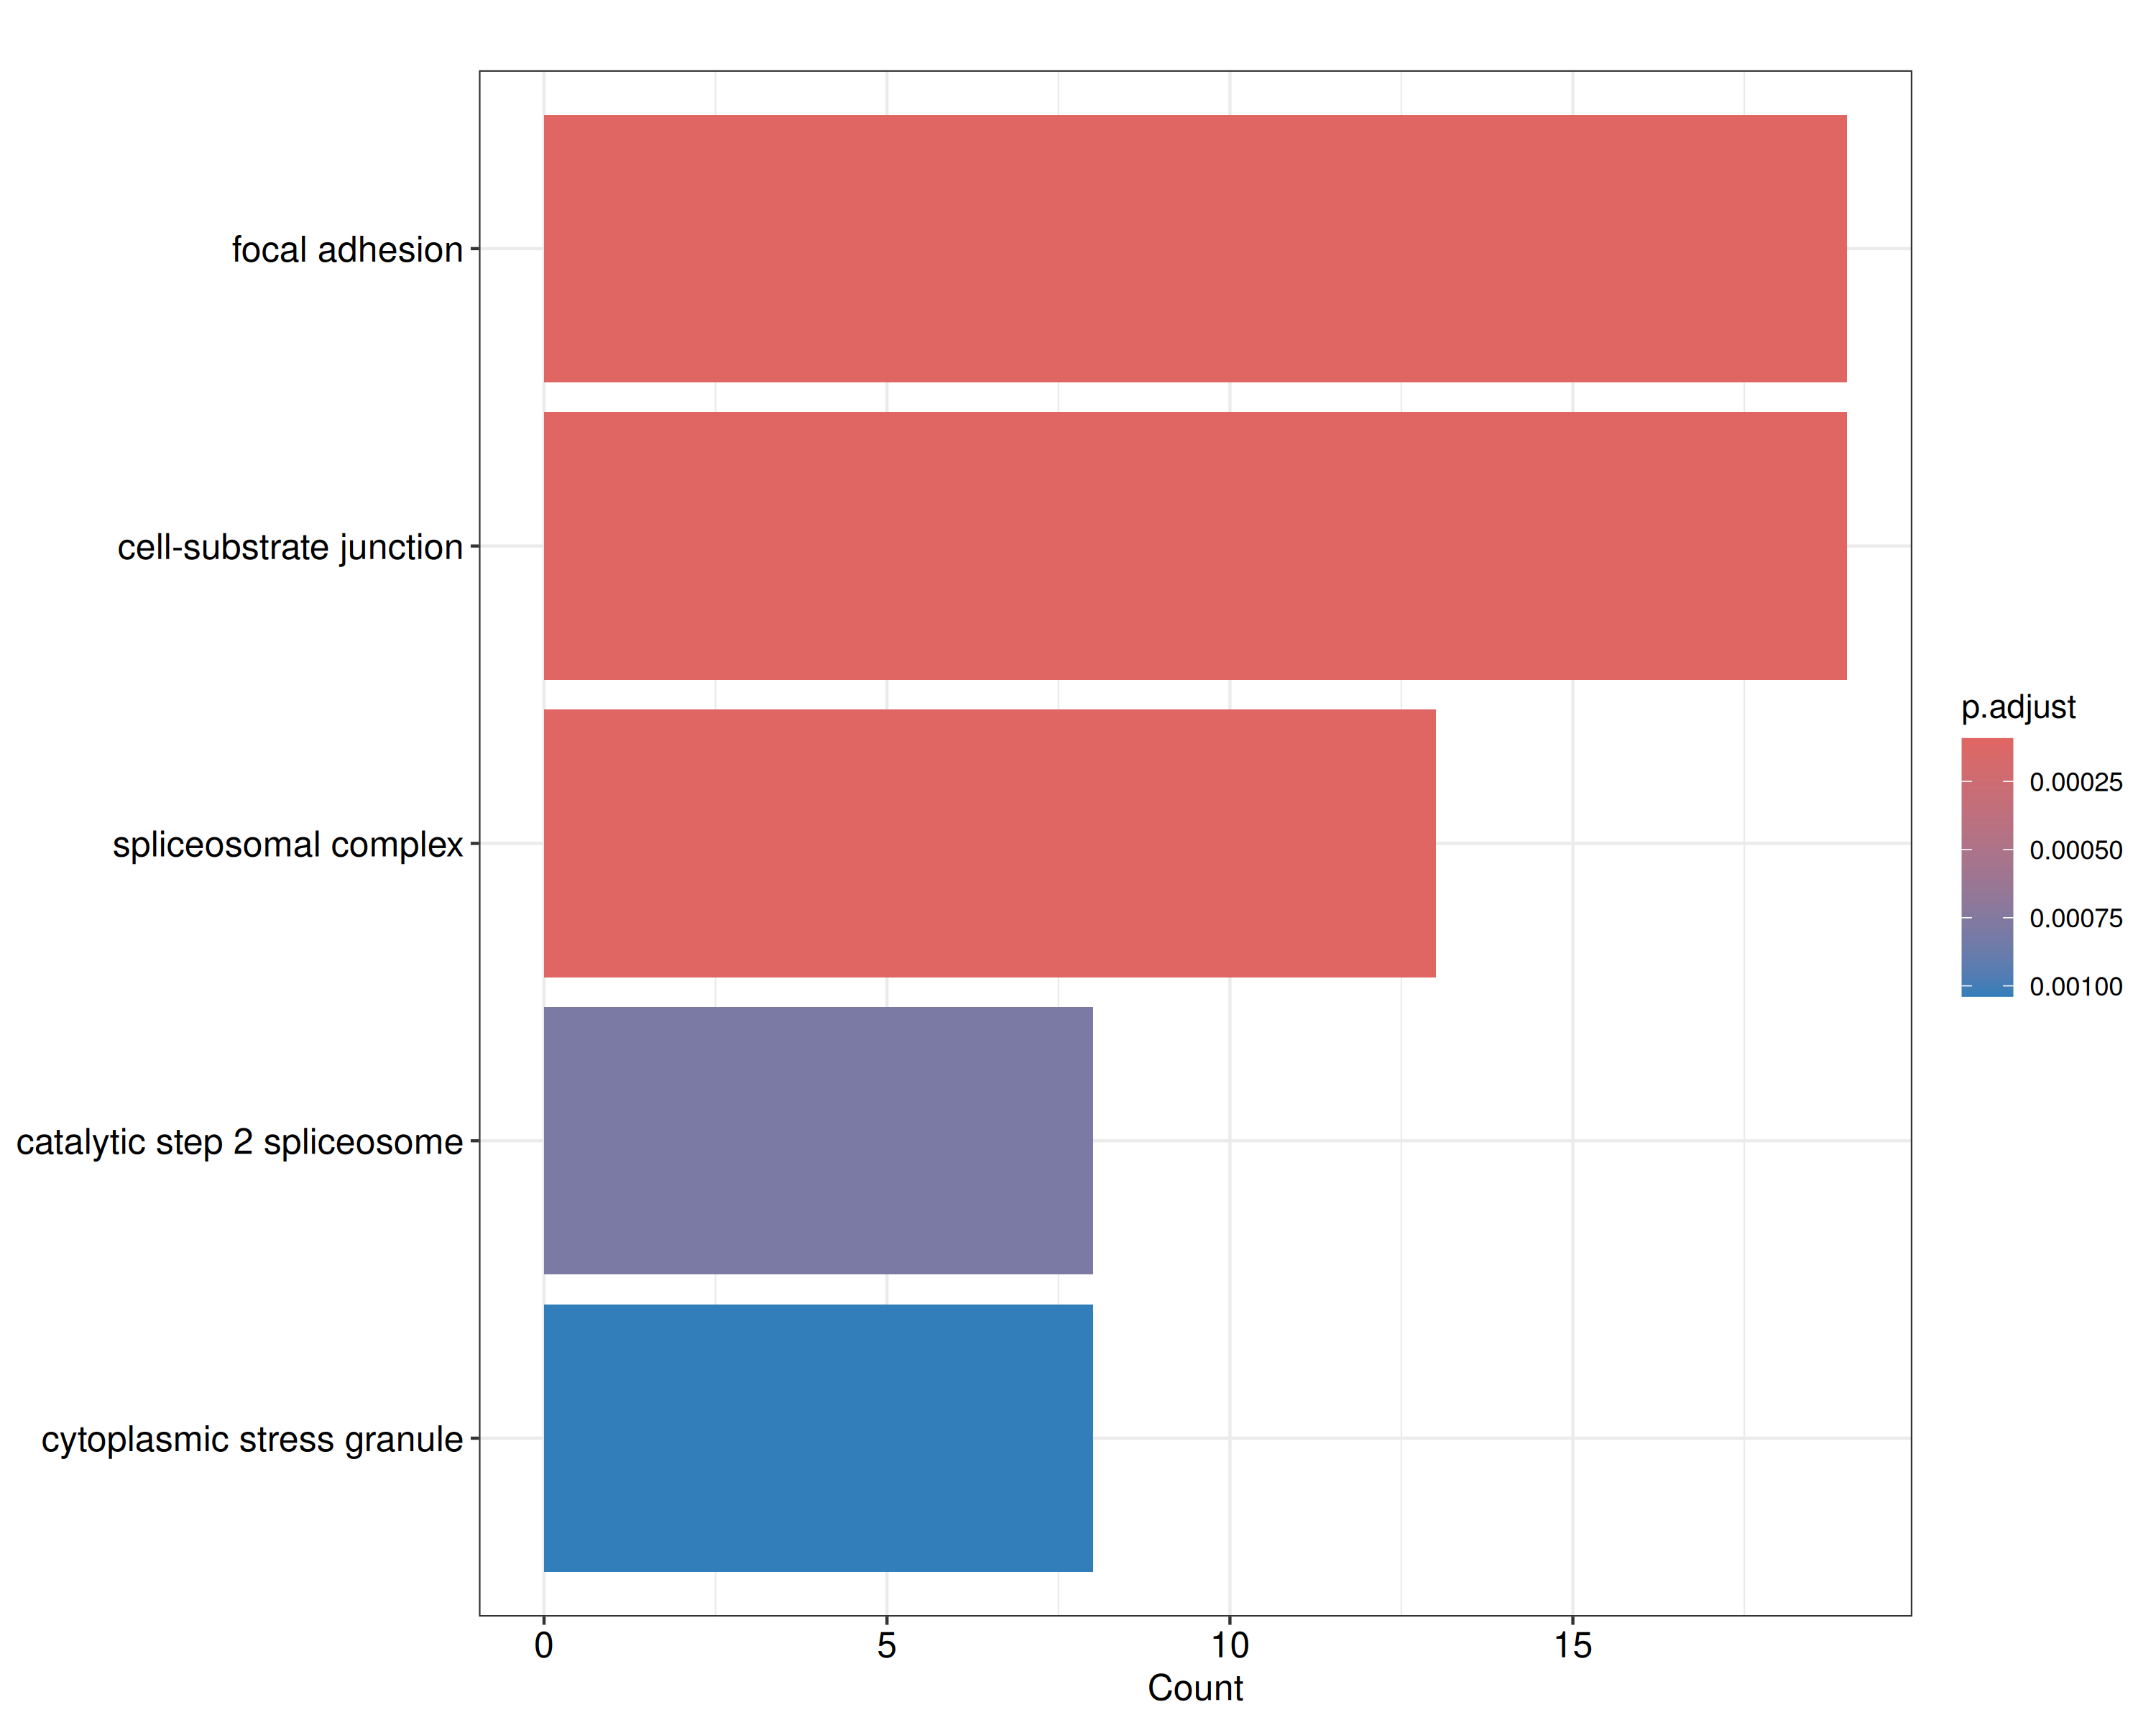 focal adhesion
cell-substrate junction
spliceosomal complex
catalytic step 2 spliceosome
cytoplasmic stress granule
0 5 10 15
Count
p.adjust
0.00025
0.00050
0.00075
0.00100